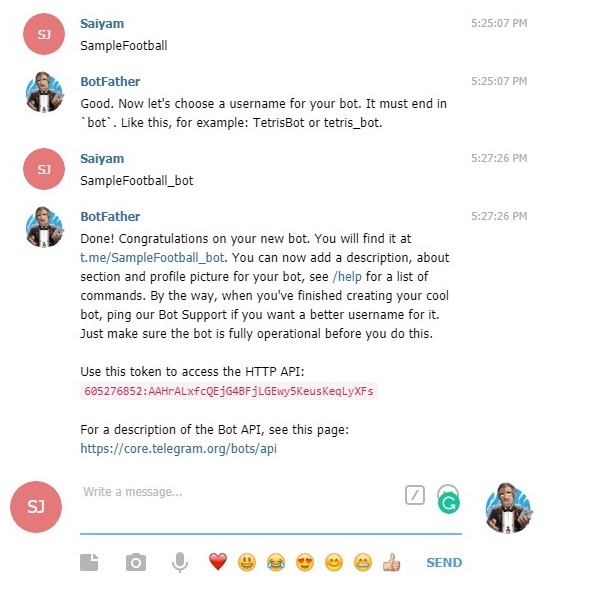 SJ
Saiyam 5:25:07 PM
SampleFootball
BotFather 5:25:07 PM
Good. Now let's choose a username for your bot. It must end in
`bot`. Like this, for example: TetrisBot or tetris_bot.
SJ
Saiyam 5:27:26 PM
SampleFootball_bot
BotFather 5:27:26 PM
Done! Congratulations on your new bot. You will find it at
t.me/SampleFootball_bot. You can now add a description, about
section and profile picture for your bot, see /help for a list of
commands. By the way, when you've finished creating your cool
bot, ping our Bot Support if you want a better username for it.
Just make sure the bot is fully operational before you do this.
Use this token to access the HTTP API:
605276852:AAHrALxfcQEjG4BFjLGEwy5KeusKeqLyXFs
For a description of the Bot API, see this page:
https://core.telegram.org/bots/api
SJ
Write a message...
/
G
SEND